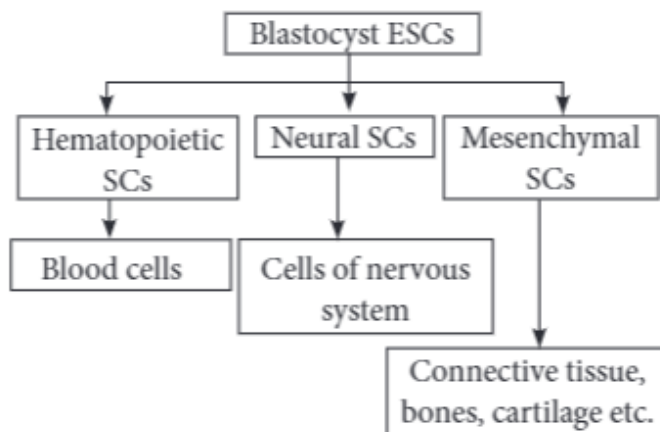 Blastocyst ESCs
Hematopoietic
SCs
Neural SCs
Mesenchymal
SCs
Blood cells
Cells of nervous
system
Connective tissue,
bones, cartilage etc.